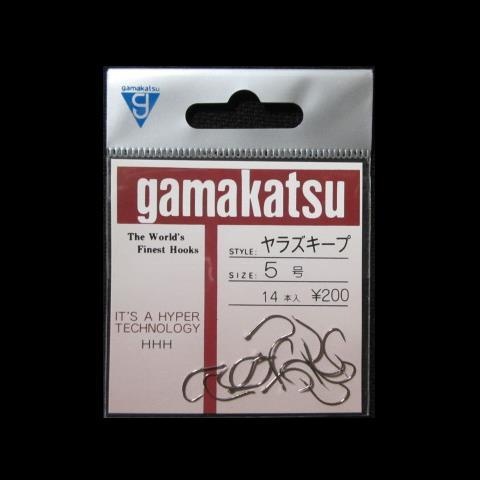 gamakatsu
g
gamakatsu
The World's
Finest Hooks
STYLE: ヤラズキープ
SIZE: 5 号
14 本入 ¥200
IT'S A HYPER
TECHNOLOGY
HHH